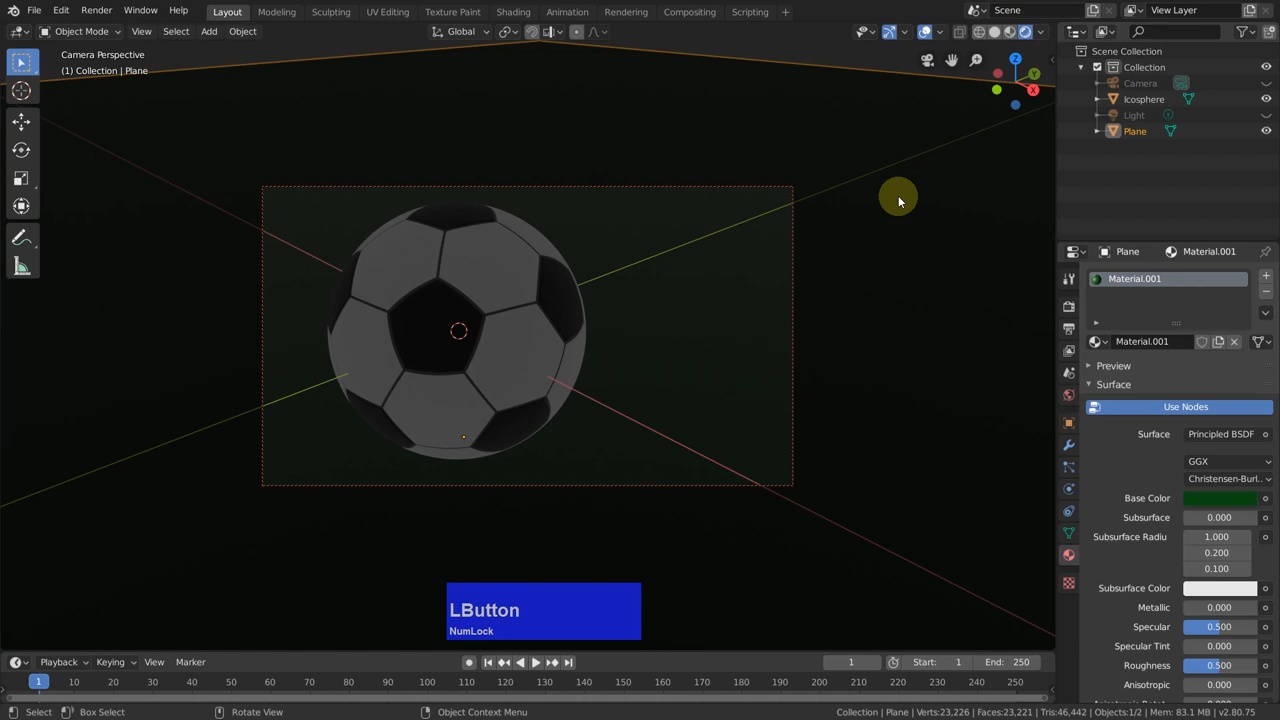 File Edit Render Window Help Layout Modeling Sculpting UV Editing Texture Paint Shading Animation Rendering Compositing Scripting + Scene View Layer
Object Mode View Select Add Object Global
Camera Perspective
(1) Collection | Plane
Z
Y
X
Scene Collection
Collection
Camera
Icosphere
Light
Plane
Plane Material.001
Material.001
Material.001
Preview
Surface
Use Nodes
Surface Principled BSDF
GGX
Christensen-Burl..
Base Color
Subsurface 0.000
Subsurface Radiu 1.000
0.200
0.100
Subsurface Color
Metallic 0.000
Specular 0.500
Specular Tint 0.000
Roughness 0.500
Anisotropic 0.000
LButton
NumLock
Playback Keying View Marker 1 Start: 1 End: 250
1 10 20 30 40 50 60 70 80 90 100 110 120 130 140 150 160 170 180 190 200 210 220 230 240 250
Select Box Select Rotate View Object Context Menu Collection | Plane | Verts:23,226 | Faces:23,221 | Tris:46,442 | Objects:1/2 | Mem: 83.1 MB | v2.80.75